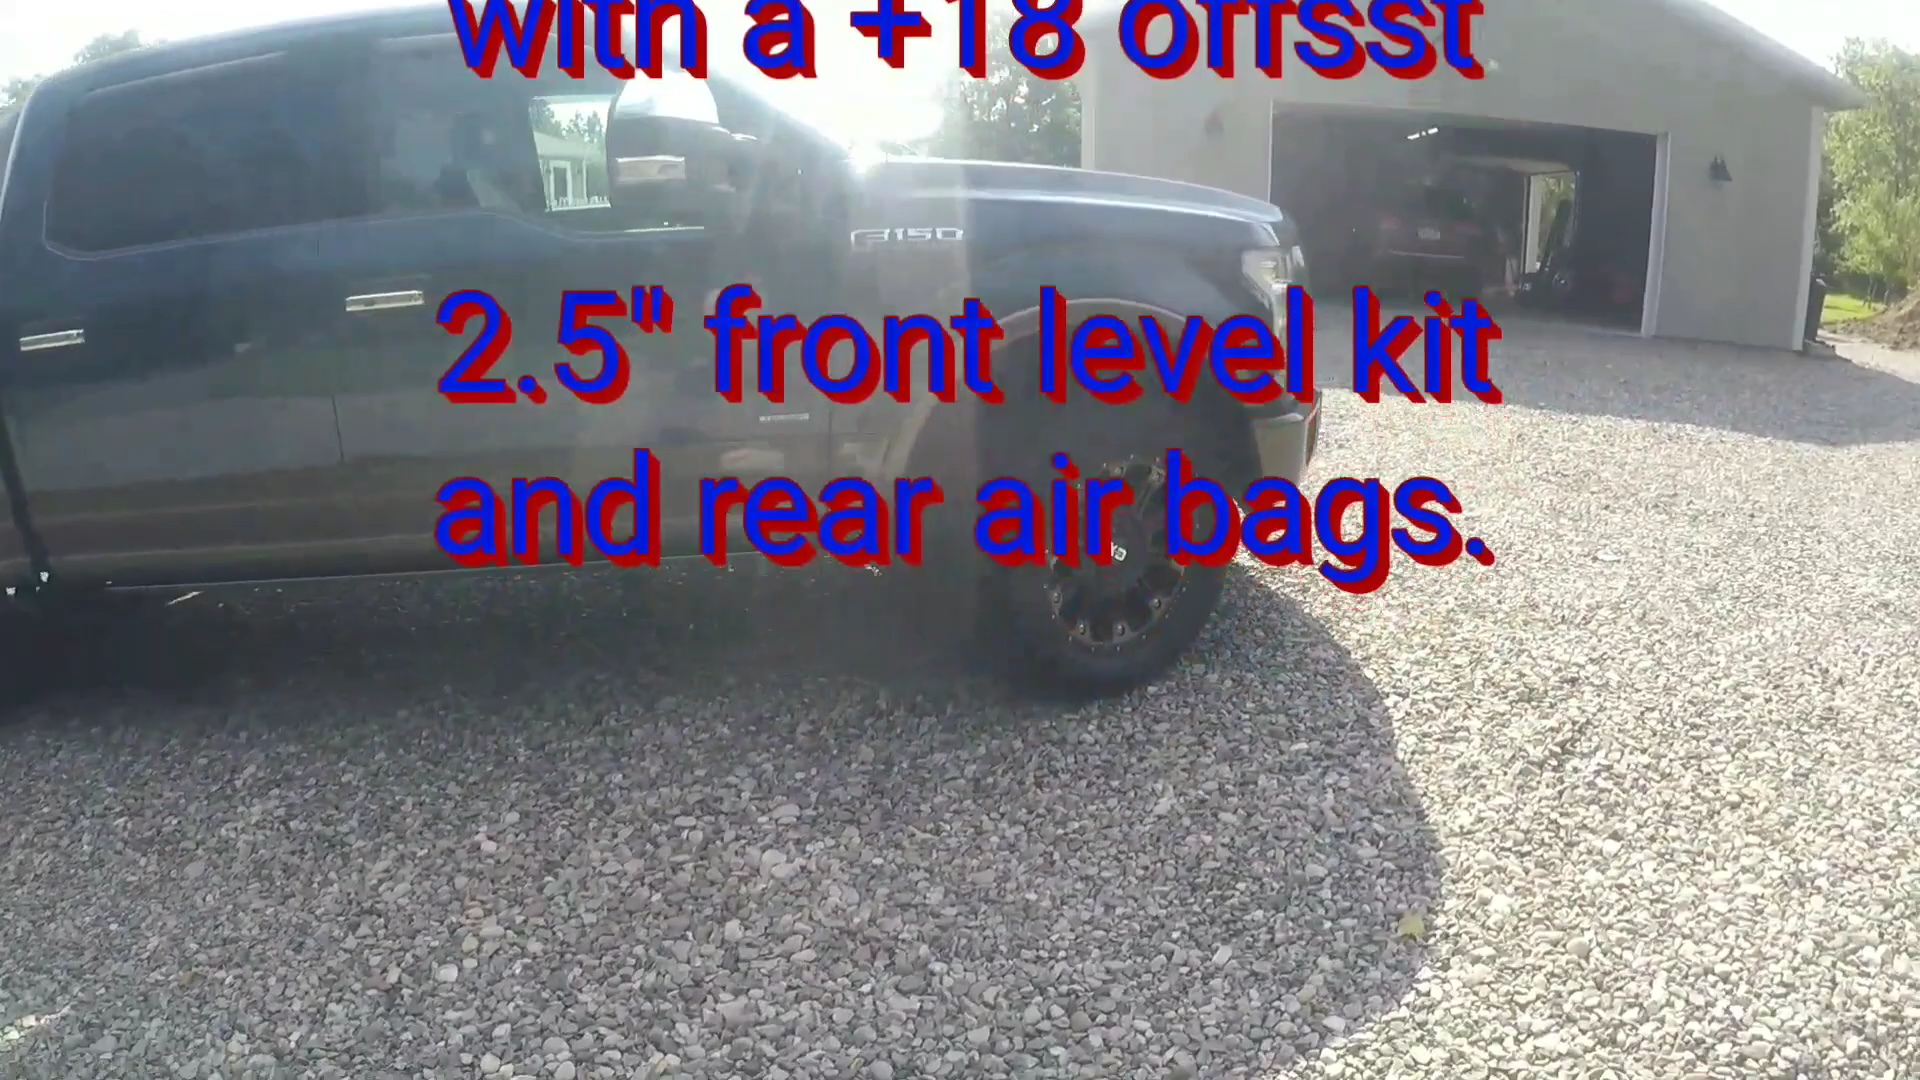 with a +18 offsst
F150
2.5" front level kit
and rear air bags.